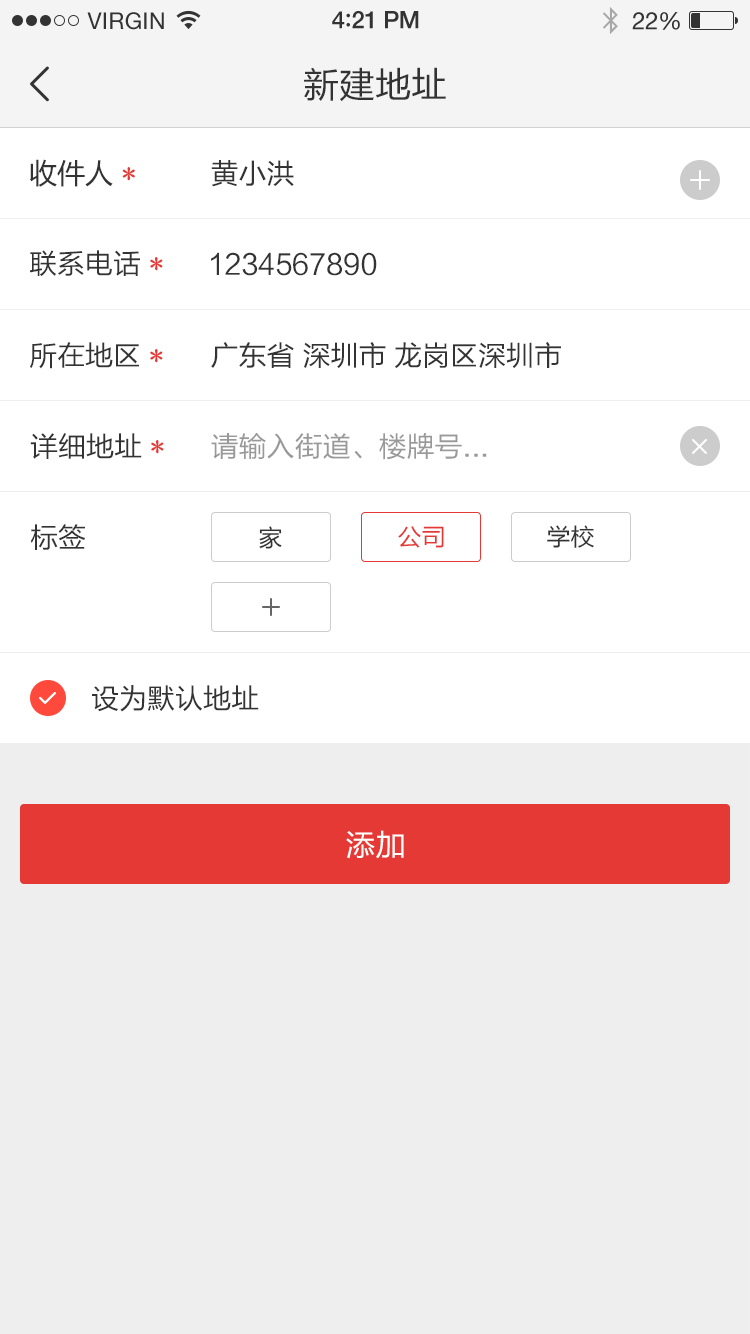 VIRGIN 4:21 PM 22%
新建地址
收件人 * 黄小洪
联系电话 * 1234567890
所在地区 * 广东省 深圳市 龙岗区深圳市
详细地址 * 请输入街道、楼牌号...
标签 家 公司 学校
+
设为默认地址
添加